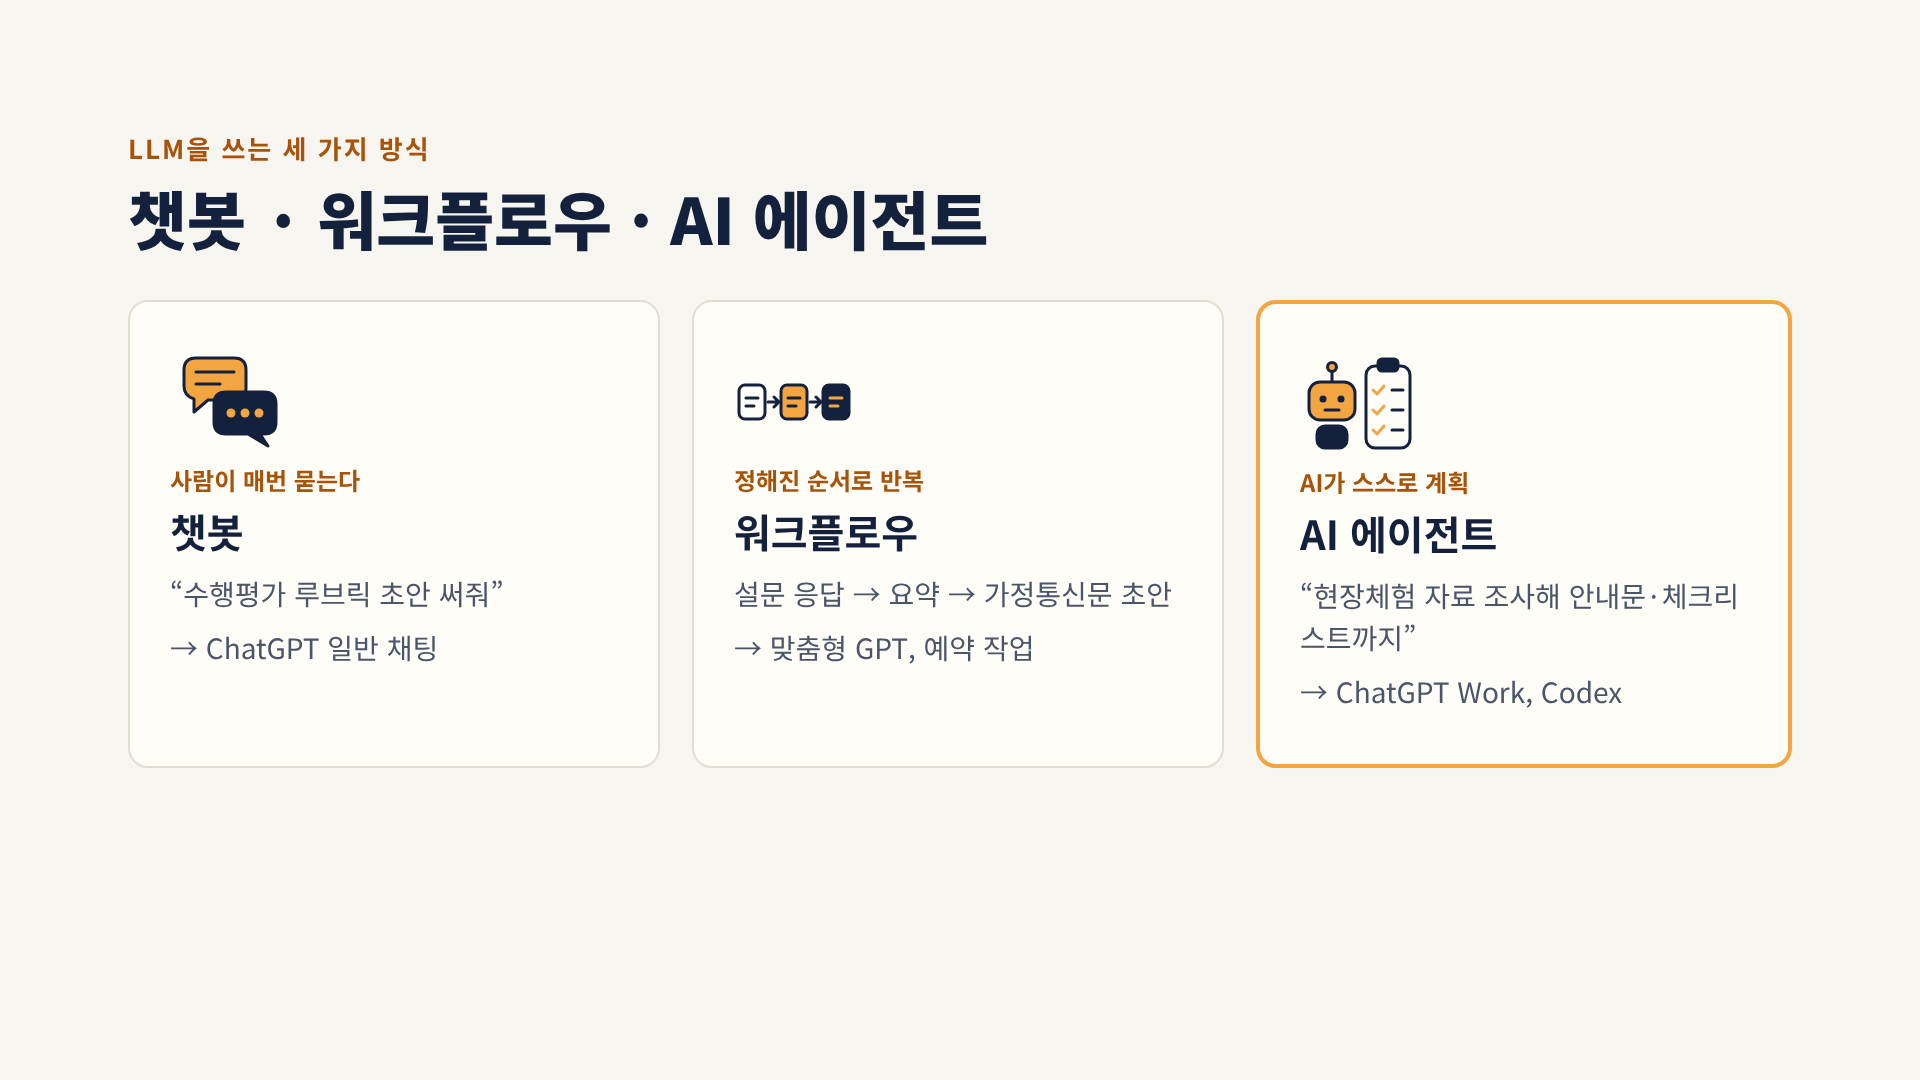 LLM을 쓰는 세 가지 방식
챗봇 · 워크플로우 · AI 에이전트
사람이 매번 묻는다
챗봇
“수행평가 루브릭 초안 써줘”
→ ChatGPT 일반 채팅
정해진 순서로 반복
워크플로우
설문 응답 → 요약 → 가정통신문 초안
→ 맞춤형 GPT, 예약 작업
AI가 스스로 계획
AI 에이전트
“현장체험 자료 조사해 안내문·체크리
스트까지”
→ ChatGPT Work, Codex